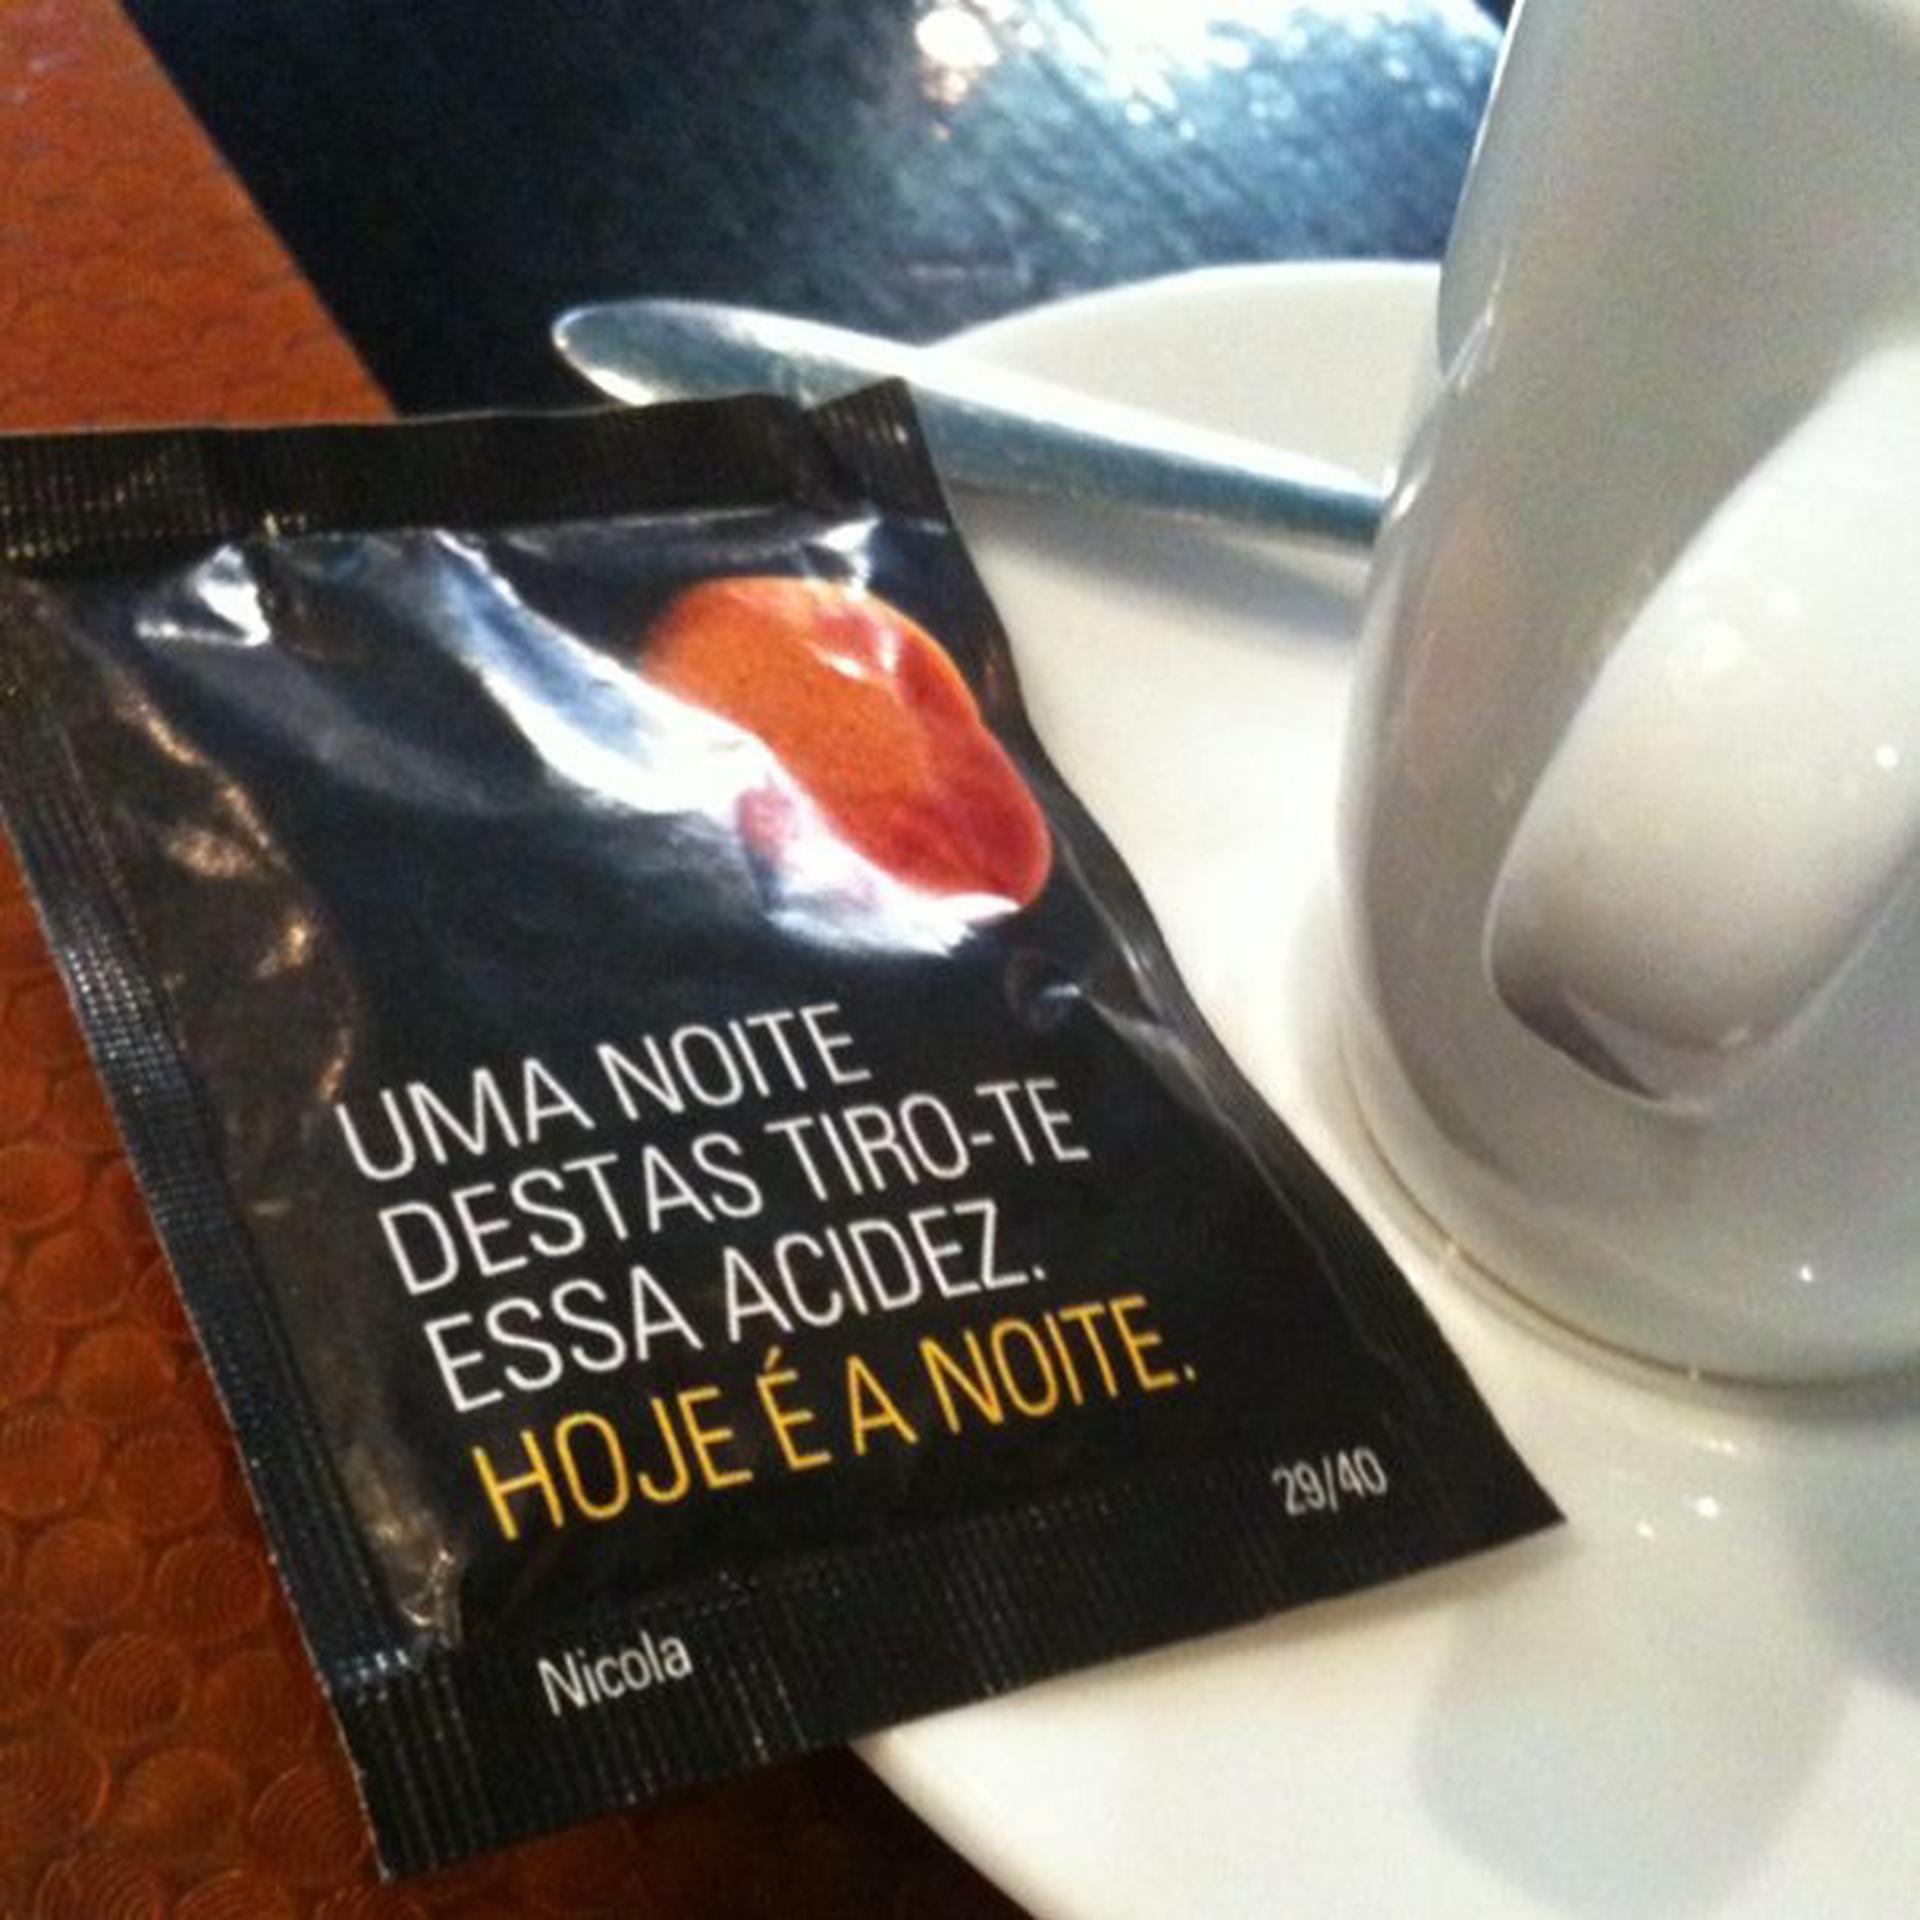 UMA NOITE
DESTAS TIRO-TE
ESSA ACIDEZ.
HOJE É A NOITE.
29/40
Nicola